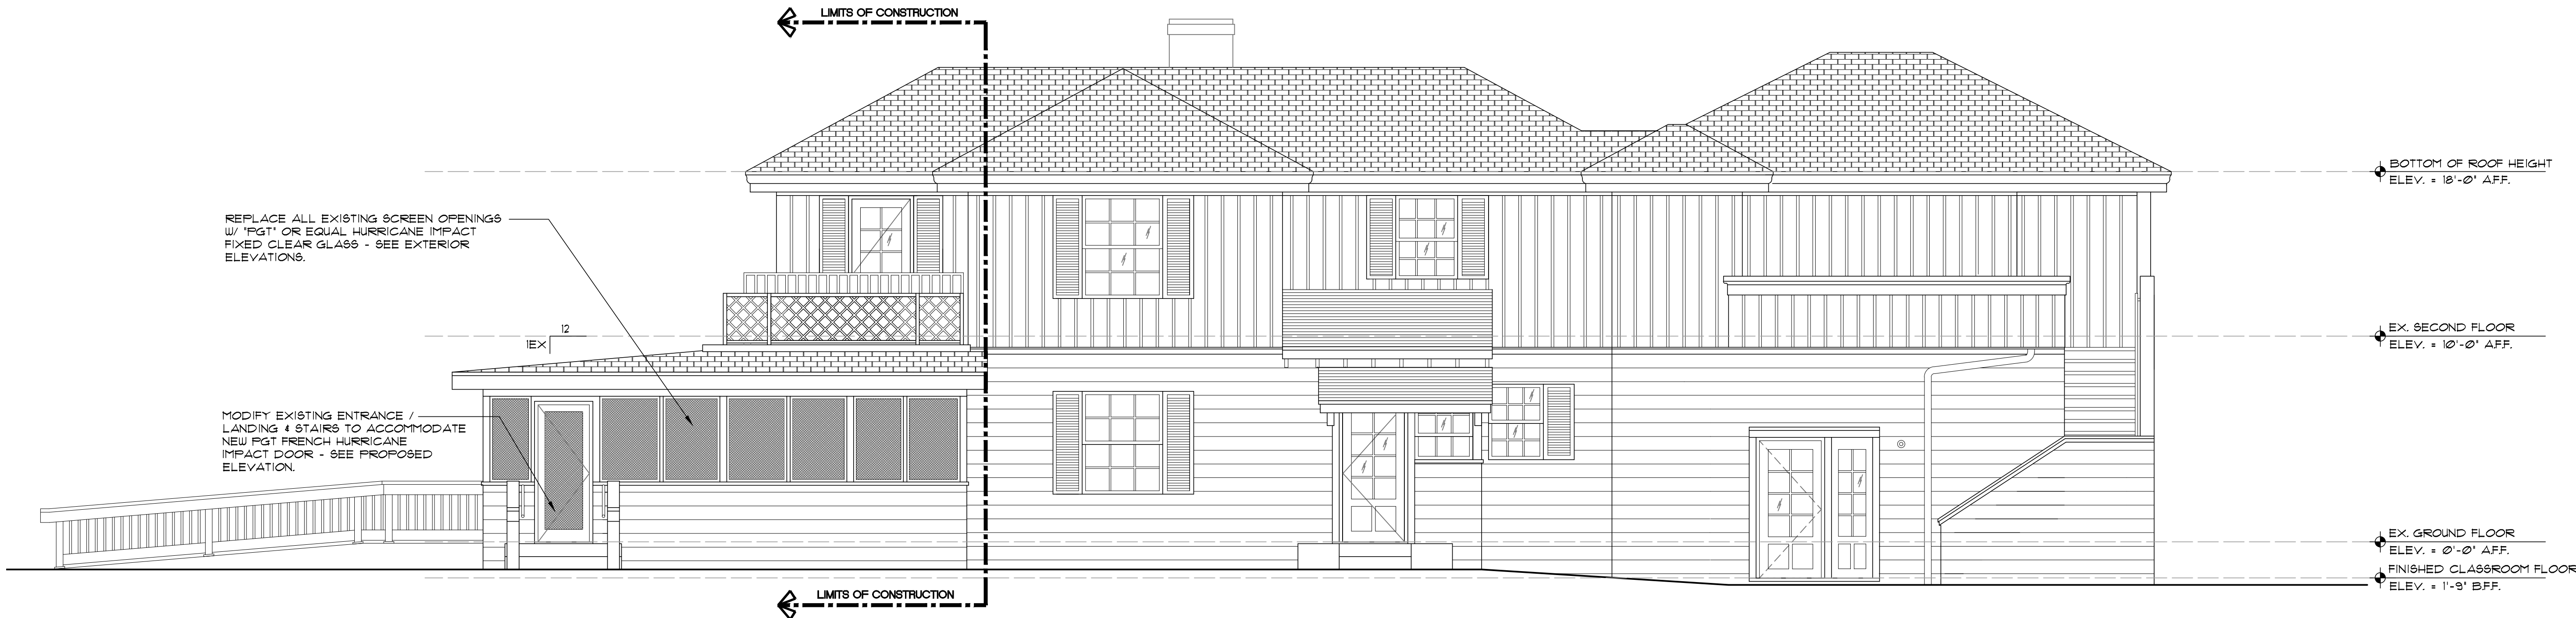 LIMITS OF CONSTRUCTION
REPLACE ALL EXISTING SCREEN OPENINGS
W/ "PGT" OR EQUAL HURRICANE IMPACT
FIXED CLEAR GLASS - SEE EXTERIOR
ELEVATIONS.
12
1EX
MODIFY EXISTING ENTRANCE /
LANDING & STAIRS TO ACCOMMODATE
NEW PGT FRENCH HURRICANE
IMPACT DOOR - SEE PROPOSED
ELEVATION.
BOTTOM OF ROOF HEIGHT
ELEV. = 18'-0" A.F.F.
EX. SECOND FLOOR
ELEV. = 10'-0" A.F.F.
EX. GROUND FLOOR
ELEV. = 0'-0" A.F.F.
FINISHED CLASSROOM FLOOR
ELEV. = 1'-9" B.F.F.
LIMITS OF CONSTRUCTION